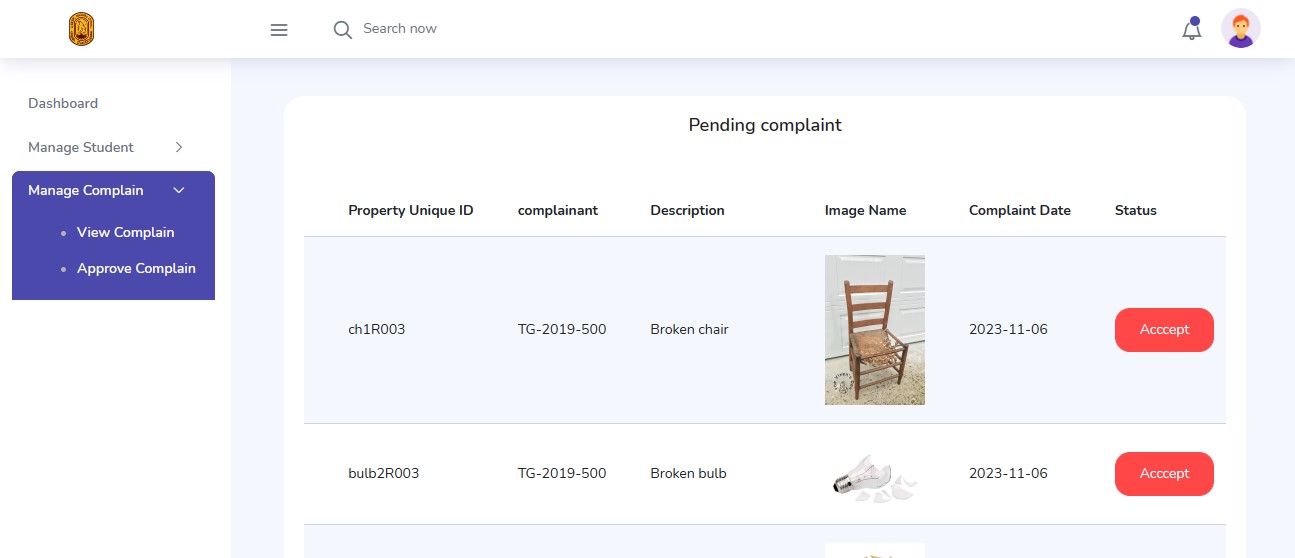 Search now
Dashboard
Manage Student
Manage Complain
View Complain
Approve Complain
Pending complaint
Property Unique ID complainant Description Image Name Complaint Date Status
ch1R003 TG-2019-500 Broken chair 2023-11-06 Acccept
bulb2R003 TG-2019-500 Broken bulb 2023-11-06 Acccept